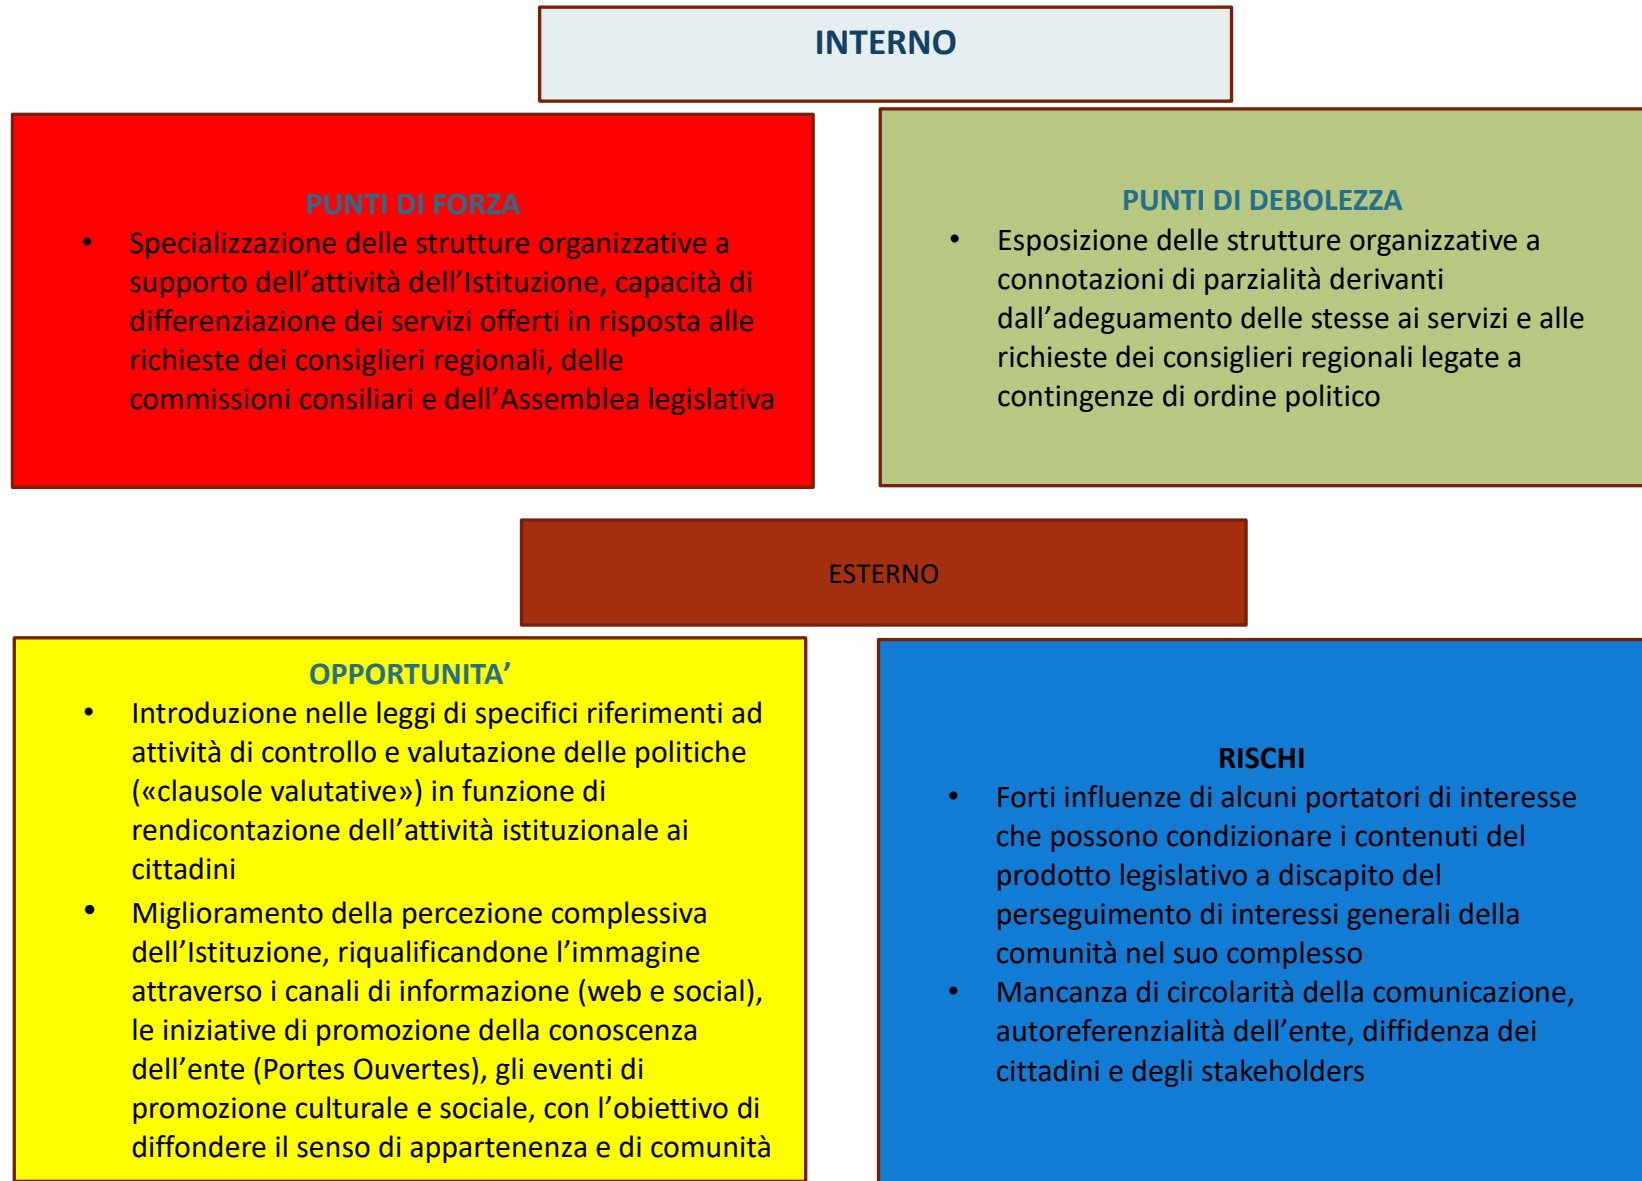 INTERNO
PUNTI DI FORZA
• Specializzazione delle strutture organizzative a
supporto dell’attività dell’Istituzione, capacità di
differenziazione dei servizi offerti in risposta alle
richieste dei consiglieri regionali, delle
commissioni consiliari e dell’Assemblea legislativa
PUNTI DI DEBOLEZZA
• Esposizione delle strutture organizzative a
connotazioni di parzialità derivanti
dall’adeguamento delle stesse ai servizi e alle
richieste dei consiglieri regionali legate a
contingenze di ordine politico
ESTERNO
OPPORTUNITA’
• Introduzione nelle leggi di specifici riferimenti ad
attività di controllo e valutazione delle politiche
(«clausole valutative») in funzione di
rendicontazione dell’attività istituzionale ai
cittadini
• Miglioramento della percezione complessiva
dell’Istituzione, riqualificandone l’immagine
attraverso i canali di informazione (web e social),
le iniziative di promozione della conoscenza
dell’ente (Portes Ouvertes), gli eventi di
promozione culturale e sociale, con l’obiettivo di
diffondere il senso di appartenenza e di comunità
RISCHI
• Forti influenze di alcuni portatori di interesse
che possono condizionare i contenuti del
prodotto legislativo a discapito del
perseguimento di interessi generali della
comunità nel suo complesso
• Mancanza di circolarità della comunicazione,
autoreferenzialità dell’ente, diffidenza dei
cittadini e degli stakeholders